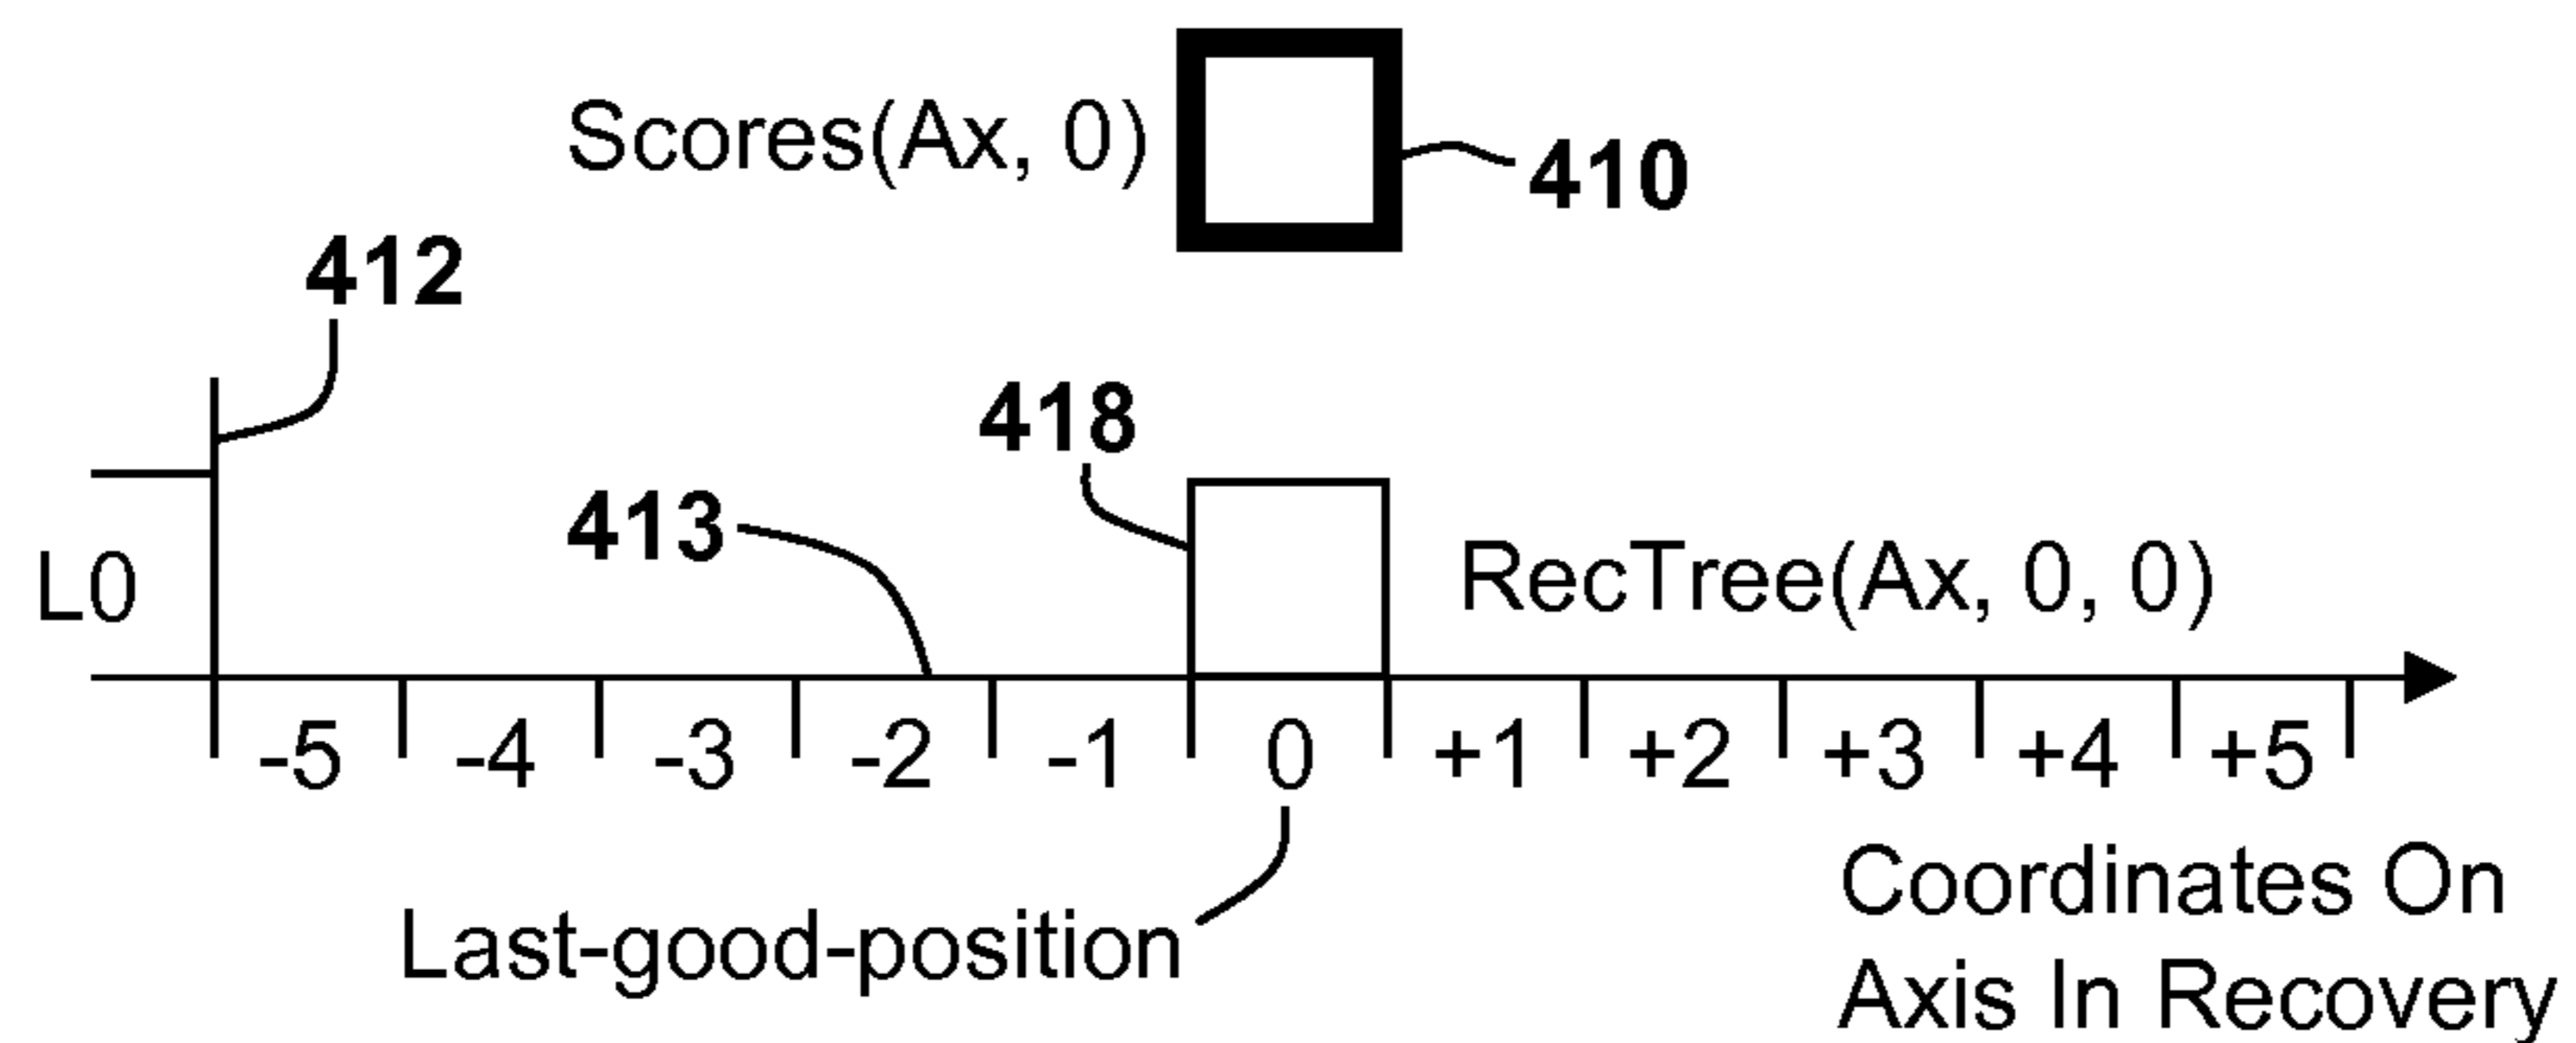 Scores(Ax, 0)
410
412
418
413
L0
RecTree(Ax, 0, 0)
-5 -4 -3 -2 -1 0 +1 +2 +3 +4 +5
Last-good-position
Coordinates On
Axis In Recovery